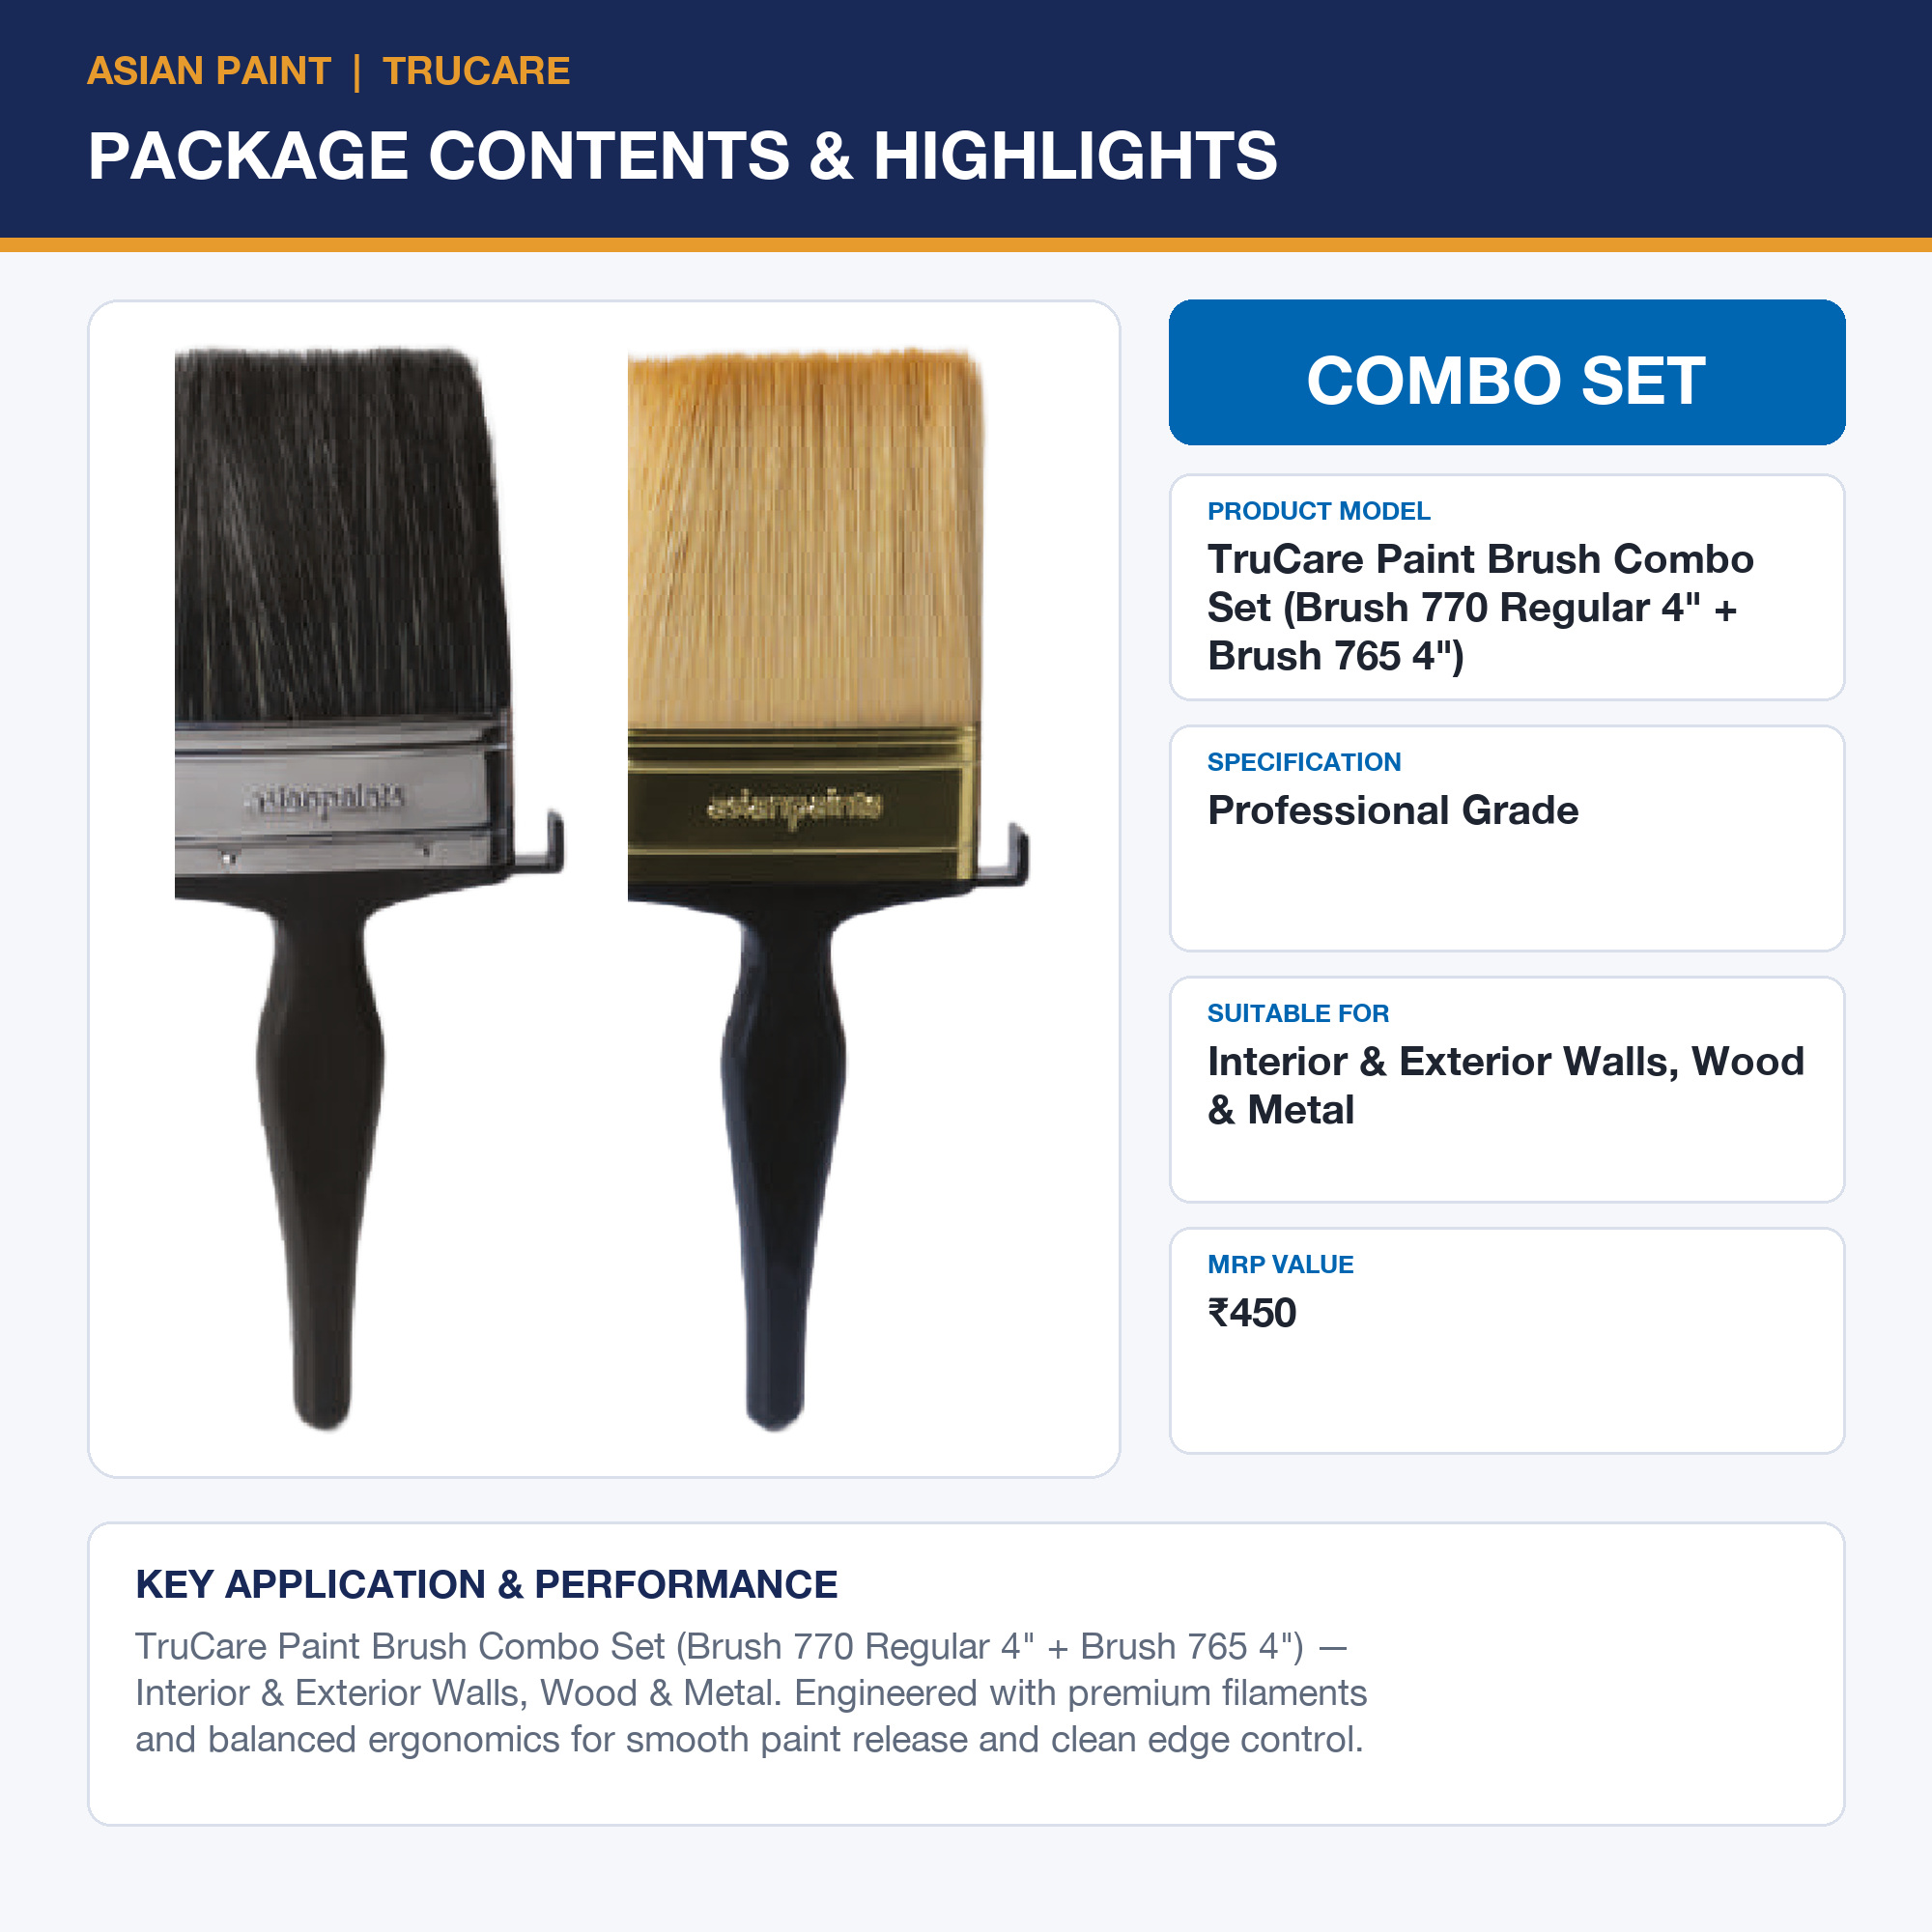 ASIAN PAINT | TRUCARE
PACKAGE CONTENTS & HIGHLIGHTS
asianpaints
asianpaints
COMBO SET
PRODUCT MODEL
TruCare Paint Brush Combo
Set (Brush 770 Regular 4" +
Brush 765 4")
SPECIFICATION
Professional Grade
SUITABLE FOR
Interior & Exterior Walls, Wood
& Metal
MRP VALUE
₹450
KEY APPLICATION & PERFORMANCE
TruCare Paint Brush Combo Set (Brush 770 Regular 4" + Brush 765 4") —
Interior & Exterior Walls, Wood & Metal. Engineered with premium filaments
and balanced ergonomics for smooth paint release and clean edge control.